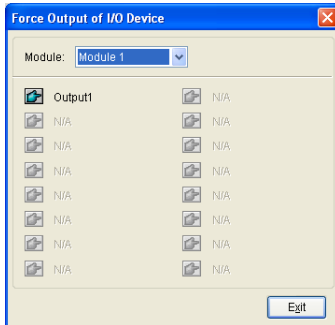 Force Output of I/O Device
Module: Module 1
Output1 N/A
N/A N/A
N/A N/A
N/A N/A
N/A N/A
N/A N/A
N/A N/A
N/A N/A
Exit